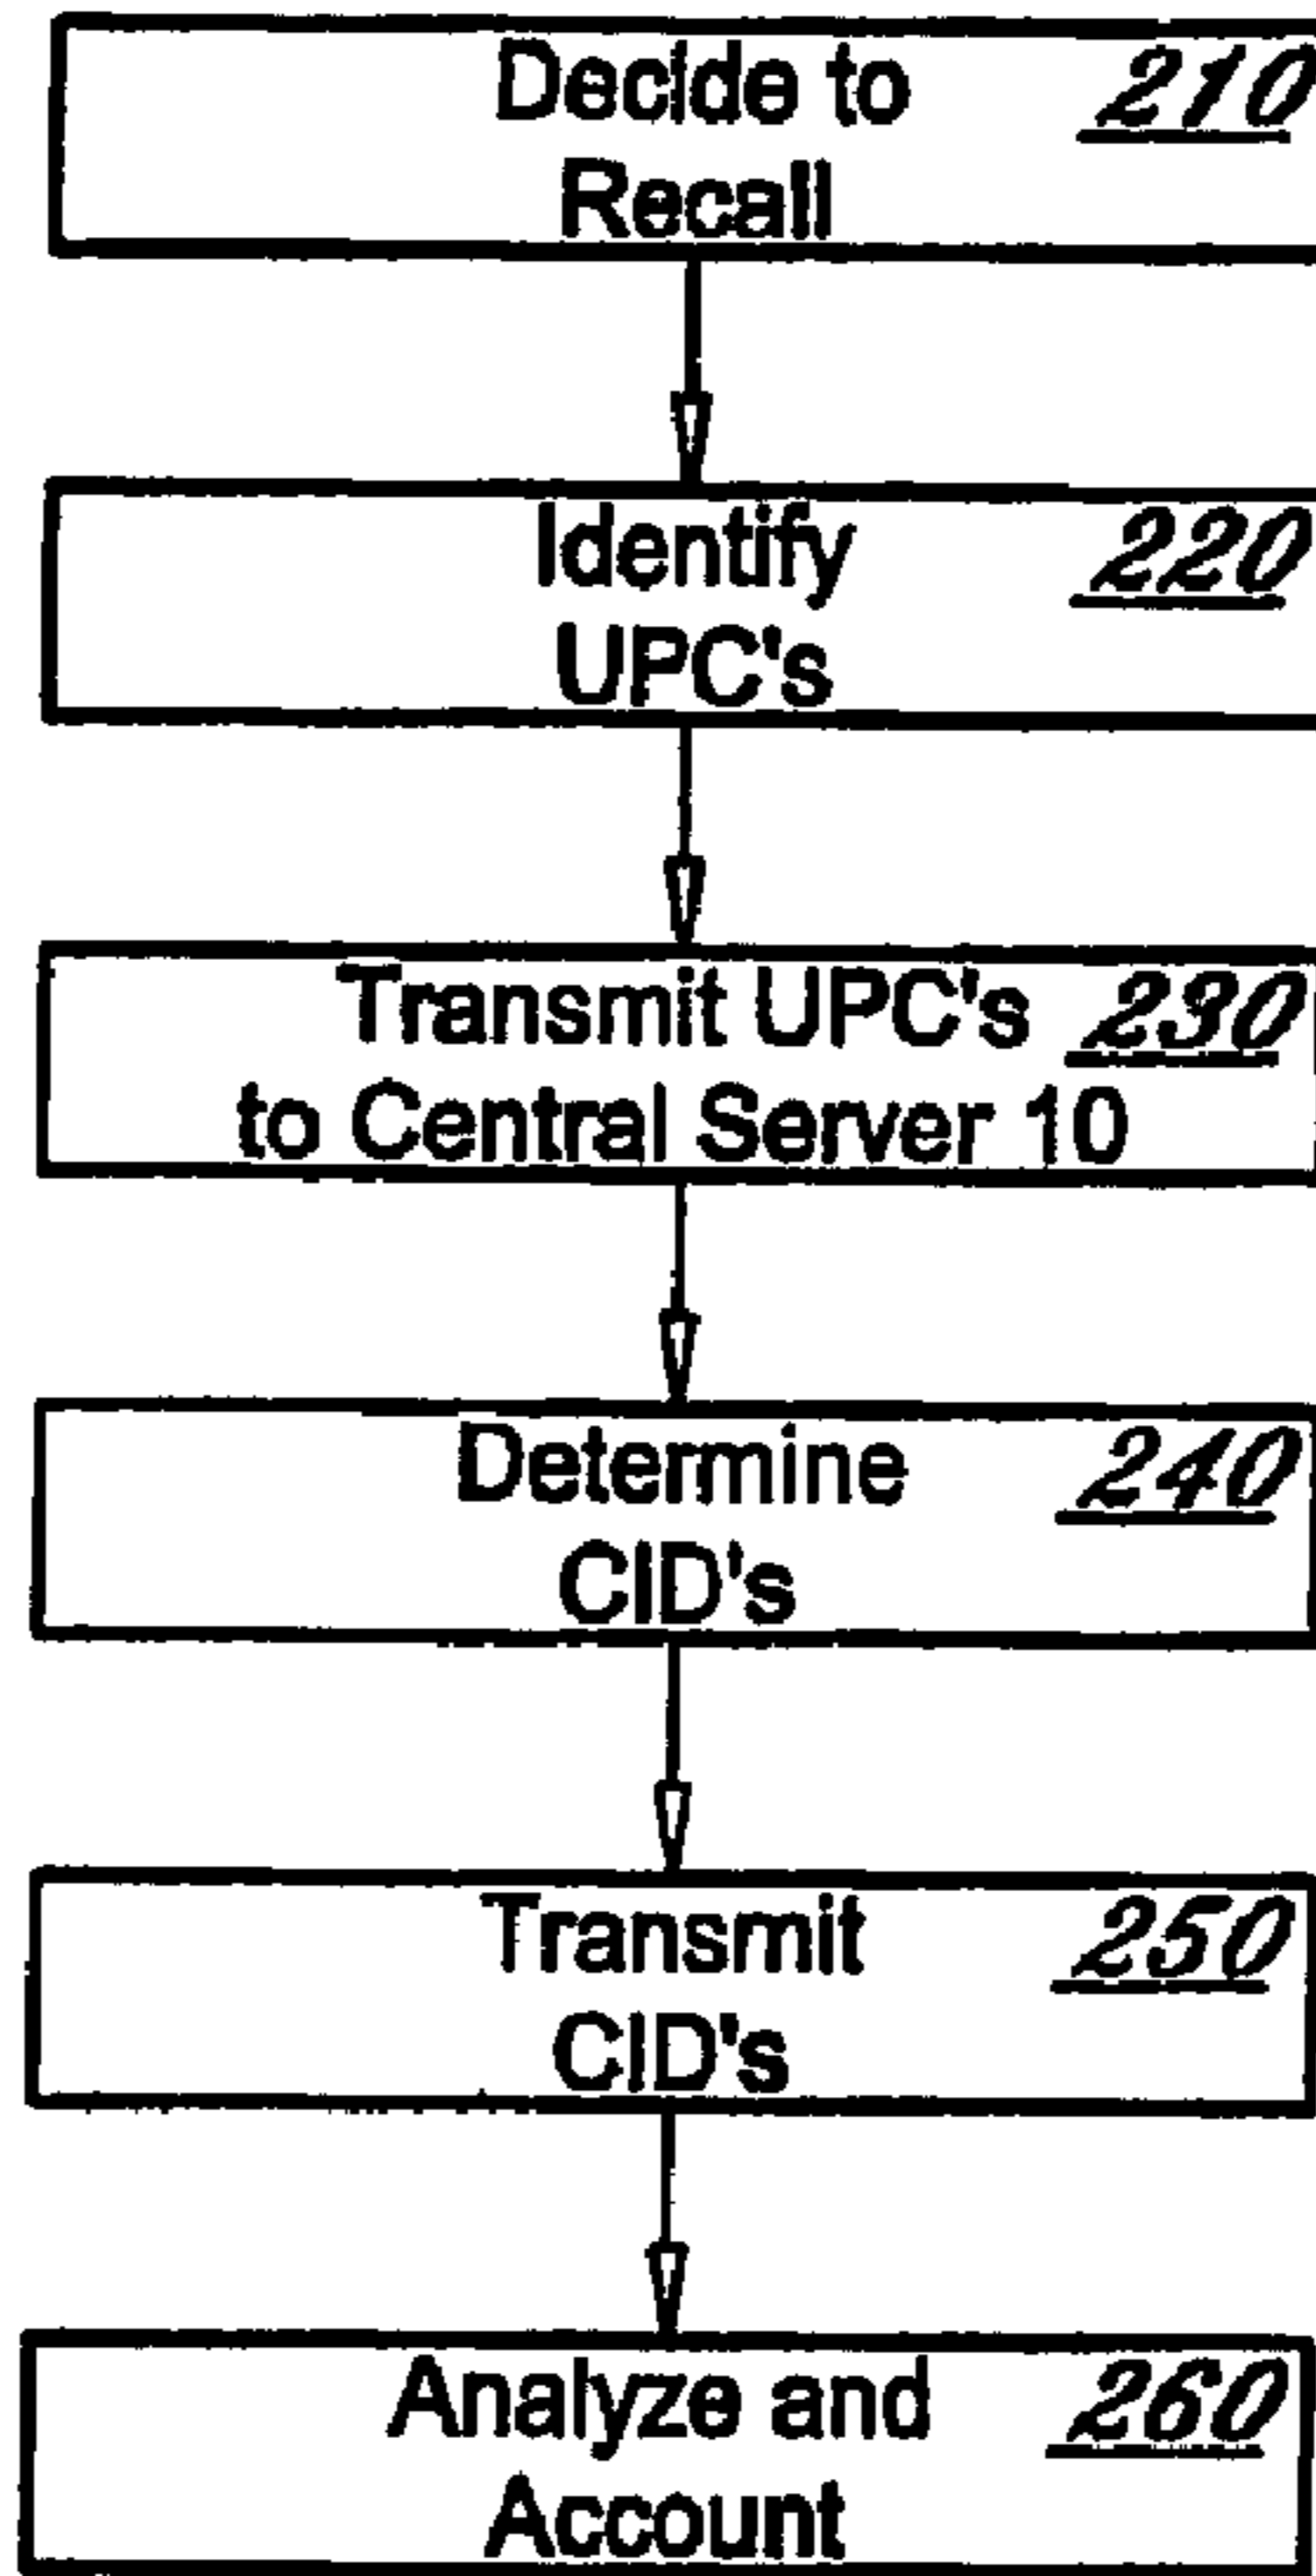 Decide to 210
Recall
Identify 220
UPC's
Transmit UPC's 230
to Central Server 10
Determine 240
CID's
Transmit 250
CID's
Analyze and 260
Account